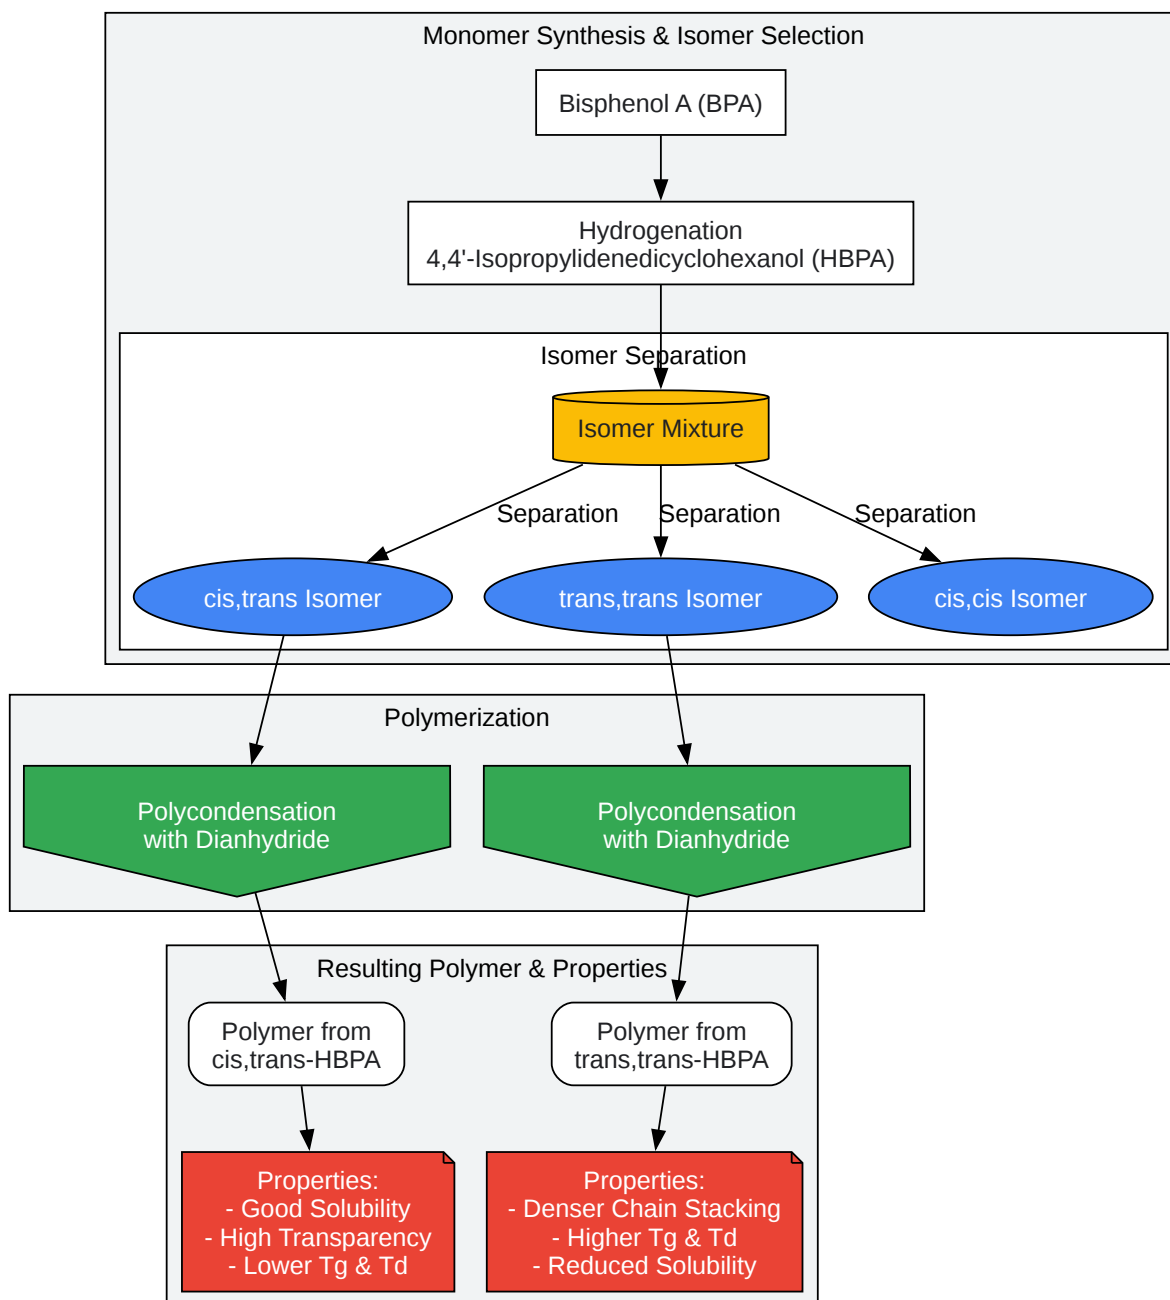 Monomer Synthesis & Isomer Selection
Bisphenol A (BPA)
Hydrogenation
4,4'-Isopropylidenedicyclohexanol (HBPA)
Isomer Separation
Isomer Mixture
Separation
Separation
Separation
cis,trans Isomer
trans,trans Isomer
cis,cis Isomer
Polymerization
Polycondensation
with Dianhydride
Polycondensation
with Dianhydride
Resulting Polymer & Properties
Polymer from
cis,trans-HBPA
Polymer from
trans,trans-HBPA
Properties:
- Good Solubility
- High Transparency
- Lower Tg & Td
Properties:
- Denser Chain Stacking
- Higher Tg & Td
- Reduced Solubility